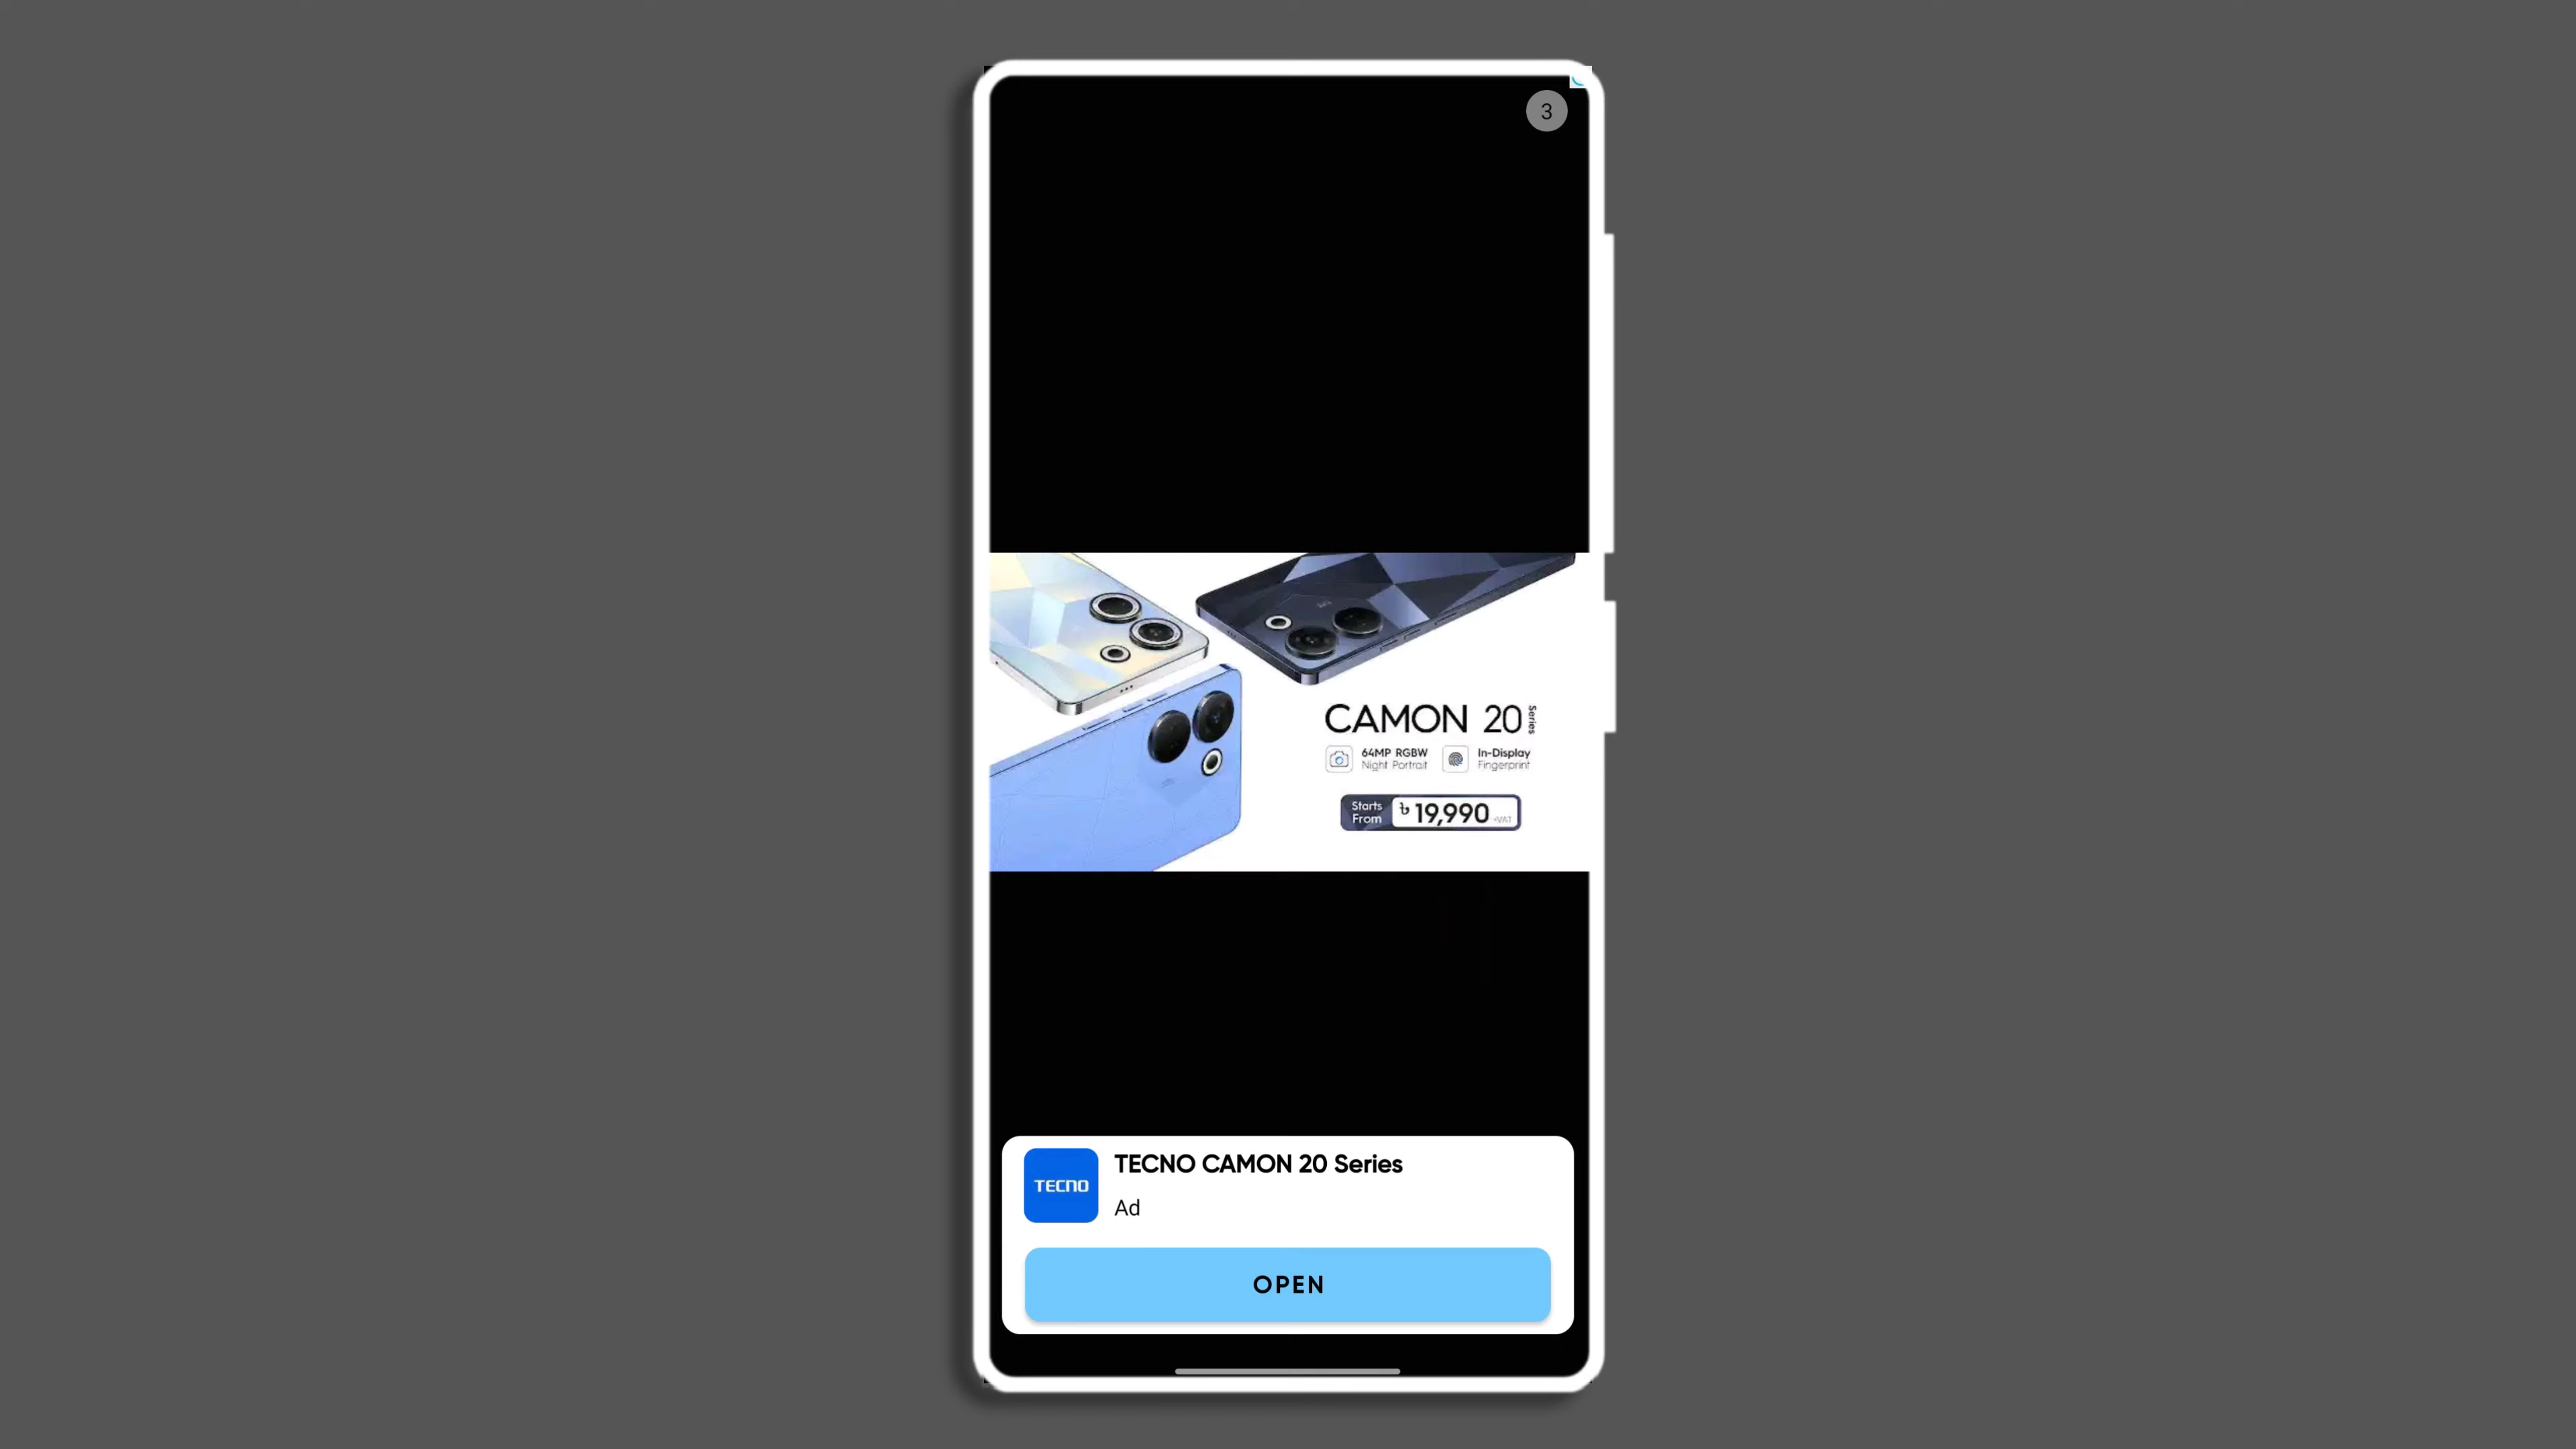 3
CAMON 20 Series
64MP RGBW
Night Portrait
In-Display
Fingerprint
Starts From
৳ 19,990 +VAT
TECNO
TECNO CAMON 20 Series
Ad
OPEN